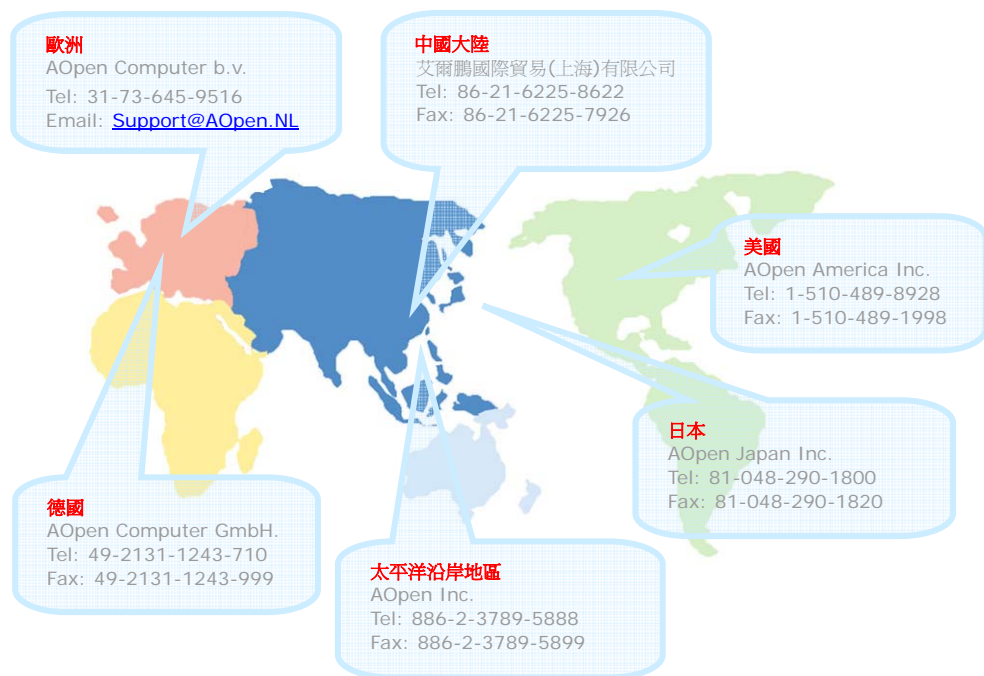 歐洲
AOpen Computer b.v.
Tel: 31-73-645-9516
Email: Support@AOpen.NL
中國大陸
艾爾鵬國際貿易(上海)有限公司
Tel: 86-21-6225-8622
Fax: 86-21-6225-7926
美國
AOpen America Inc.
Tel: 1-510-489-8928
Fax: 1-510-489-1998
日本
AOpen Japan Inc.
Tel: 81-048-290-1800
Fax: 81-048-290-1820
德國
AOpen Computer GmbH.
Tel: 49-2131-1243-710
Fax: 49-2131-1243-999
太平洋沿岸地區
AOpen Inc.
Tel: 886-2-3789-5888
Fax: 886-2-3789-5899